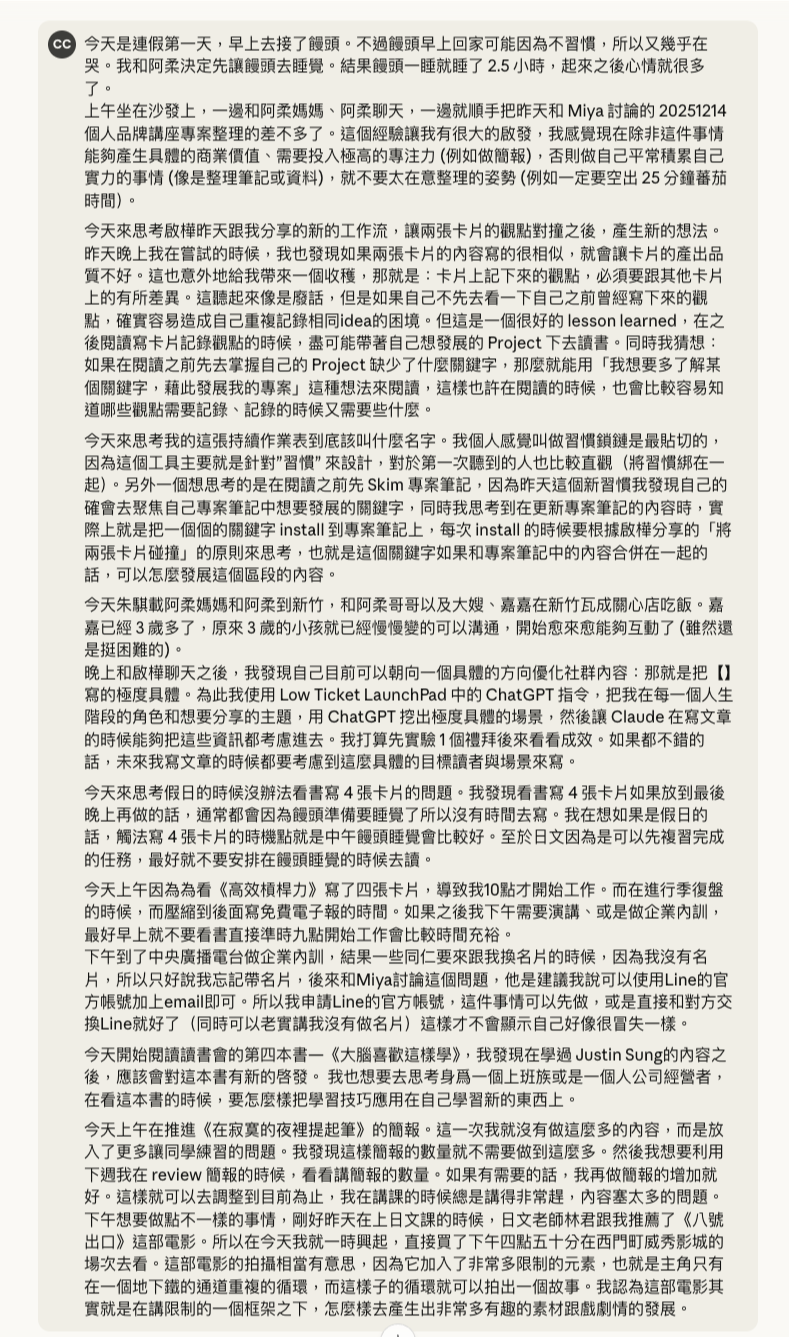 CC
今天是連假第一天，早上去接了饅頭。不過饅頭早上回家可能因為不習慣，所以又幾乎在
哭。我和阿柔決定先讓饅頭去睡覺。結果饅頭一睡就睡了 2.5 小時，起來之後心情就很多
了。
上午坐在沙發上，一邊和阿柔媽媽、阿柔聊天，一邊就順手把昨天和 Miya 討論的 20251214
個人品牌講座專案整理的差不多了。這個經驗讓我有很大的啟發，我感覺現在除非這件事情
能夠產生具體的商業價值、需要投入極高的專注力 (例如做簡報)，否則做自己平常積累自己
實力的事情 (像是整理筆記或資料)，就不要太在意整理的姿勢 (例如一定要空出 25 分鐘蕃茄
時間)。
今天來思考啟樺昨天跟我分享的新的工作流，讓兩張卡片的觀點對撞之後，產生新的想法。
昨天晚上我在嘗試的時候，我也發現如果兩張卡片的內容寫的很相似，就會讓卡片的產出品
質不好。這也意外地給我帶來一個收穫，那就是：卡片上記下來的觀點，必須要跟其他卡片
上的有所差異。這聽起來像是廢話，但是如果自己不先去看一下自己之前曾經寫下來的觀
點，確實容易造成自己重複記錄相同idea的困境。但這是一個很好的 lesson learned，在之
後閱讀寫卡片記錄觀點的時候，盡可能帶著自己想發展的 Project 下去讀書。同時我猜想：
如果在閱讀之前先去掌握自己的 Project 缺少了什麼關鍵字，那麼就能用「我想要多了解某
個關鍵字，藉此發展我的專案」這種想法來閱讀，這樣也許在閱讀的時候，也會比較容易知
道哪些觀點需要記錄、記錄的時候又需要些什麼。
今天來思考我的這張持續作業表到底該叫什麼名字。我個人感覺叫做習慣鎖鏈是最貼切的，
因為這個工具主要就是針對”習慣” 來設計，對於第一次聽到的人也比較直觀（將習慣綁在一
起）。另外一個想思考的是在閱讀之前先 Skim 專案筆記，因為昨天這個新習慣我發現自己的
確會去聚焦自己專案筆記中想要發展的關鍵字，同時我思考到在更新專案筆記的內容時，實
際上就是把一個個的關鍵字 install 到專案筆記上，每次 install 的時候要根據啟樺分享的「將
兩張卡片碰撞」的原則來思考，也就是這個關鍵字如果和專案筆記中的內容合併在一起的
話，可以怎麼發展這個區段的內容。
今天朱騏載阿柔媽媽和阿柔到新竹，和阿柔哥哥以及大嫂、嘉嘉在新竹瓦成關心店吃飯。嘉
嘉已經 3 歲多了，原來 3 歲的小孩就已經慢慢變的可以溝通，開始愈來愈能夠互動了 (雖然還
是挺困難的)。
晚上和啟樺聊天之後，我發現自己目前可以朝向一個具體的方向優化社群內容：那就是把【】
寫的極度具體。為此我使用 Low Ticket LaunchPad 中的 ChatGPT 指令，把我在每一個人生
階段的角色和想要分享的主題，用 ChatGPT 挖出極度具體的場景，然後讓 Claude 在寫文章
的時候能夠把這些資訊都考慮進去。我打算先實驗 1 個禮拜後來看看成效。如果都不錯的
話，未來我寫文章的時候都要考慮到這麼具體的目標讀者與場景來寫。
今天來思考假日的時候沒辦法看書寫 4 張卡片的問題。我發現看書寫 4 張卡片如果放到最後
晚上再做的話，通常都會因為饅頭準備要睡覺了所以沒有時間去寫。我在想如果是假日的
話，觸法寫 4 張卡片的時機點就是中午饅頭睡覺會比較好。至於日文因為是可以先複習完成
的任務，最好就不要安排在饅頭睡覺的時候去讀。
今天上午因為為看《高效槓桿力》寫了四張卡片，導致我10點才開始工作。而在進行季復盤
的時候，而壓縮到後面寫免費電子報的時間。如果之後我下午需要演講、或是做企業內訓，
最好早上就不要看書直接準時九點開始工作會比較時間充裕。
下午到了中央廣播電台做企業內訓，結果一些同仁要來跟我換名片的時候，因為我沒有名
片，所以只好說我忘記帶名片，後來和Miya討論這個問題，他是建議我說可以使用Line的官
方帳號加上email即可。所以我申請Line的官方帳號，這件事情可以先做，或是直接和對方交
換Line就好了（同時可以老實講我沒有做名片）這樣才不會顯示自己好像很冒失一樣。
今天開始閱讀讀書會的第四本書—《大腦喜歡這樣學》，我發現在學過 Justin Sung的內容之
後，應該會對這本書有新的啓發。 我也想要去思考身爲一個上班族或是一個人公司經營者，
在看這本書的時候，要怎麼樣把學習技巧應用在自己學習新的東西上。
今天上午在推進《在寂寞的夜裡提起筆》的簡報。這一次我就沒有做這麼多的內容，而是放
入了更多讓同學練習的問題。我發現這樣簡報的數量就不需要做到這麼多。然後我想要利用
下週我在 review 簡報的時候，看看講簡報的數量。如果有需要的話，我再做簡報的增加就
好。這樣就可以去調整到目前為止，我在講課的時候總是講得非常趕，內容塞太多的問題。
下午想要做點不一樣的事情，剛好昨天在上日文課的時候，日文老師林君跟我推薦了《八號
出口》這部電影。所以在今天我就一時興起，直接買了下午四點五十分在西門町威秀影城的
場次去看。這部電影的拍攝相當有意思，因為它加入了非常多限制的元素，也就是主角只有
在一個地下鐵的通道重複的循環，而這樣子的循環就可以拍出一個故事。我認為這部電影其
實就是在講限制的一個框架之下，怎麼樣去產生出非常多有趣的素材跟戲劇情的發展。